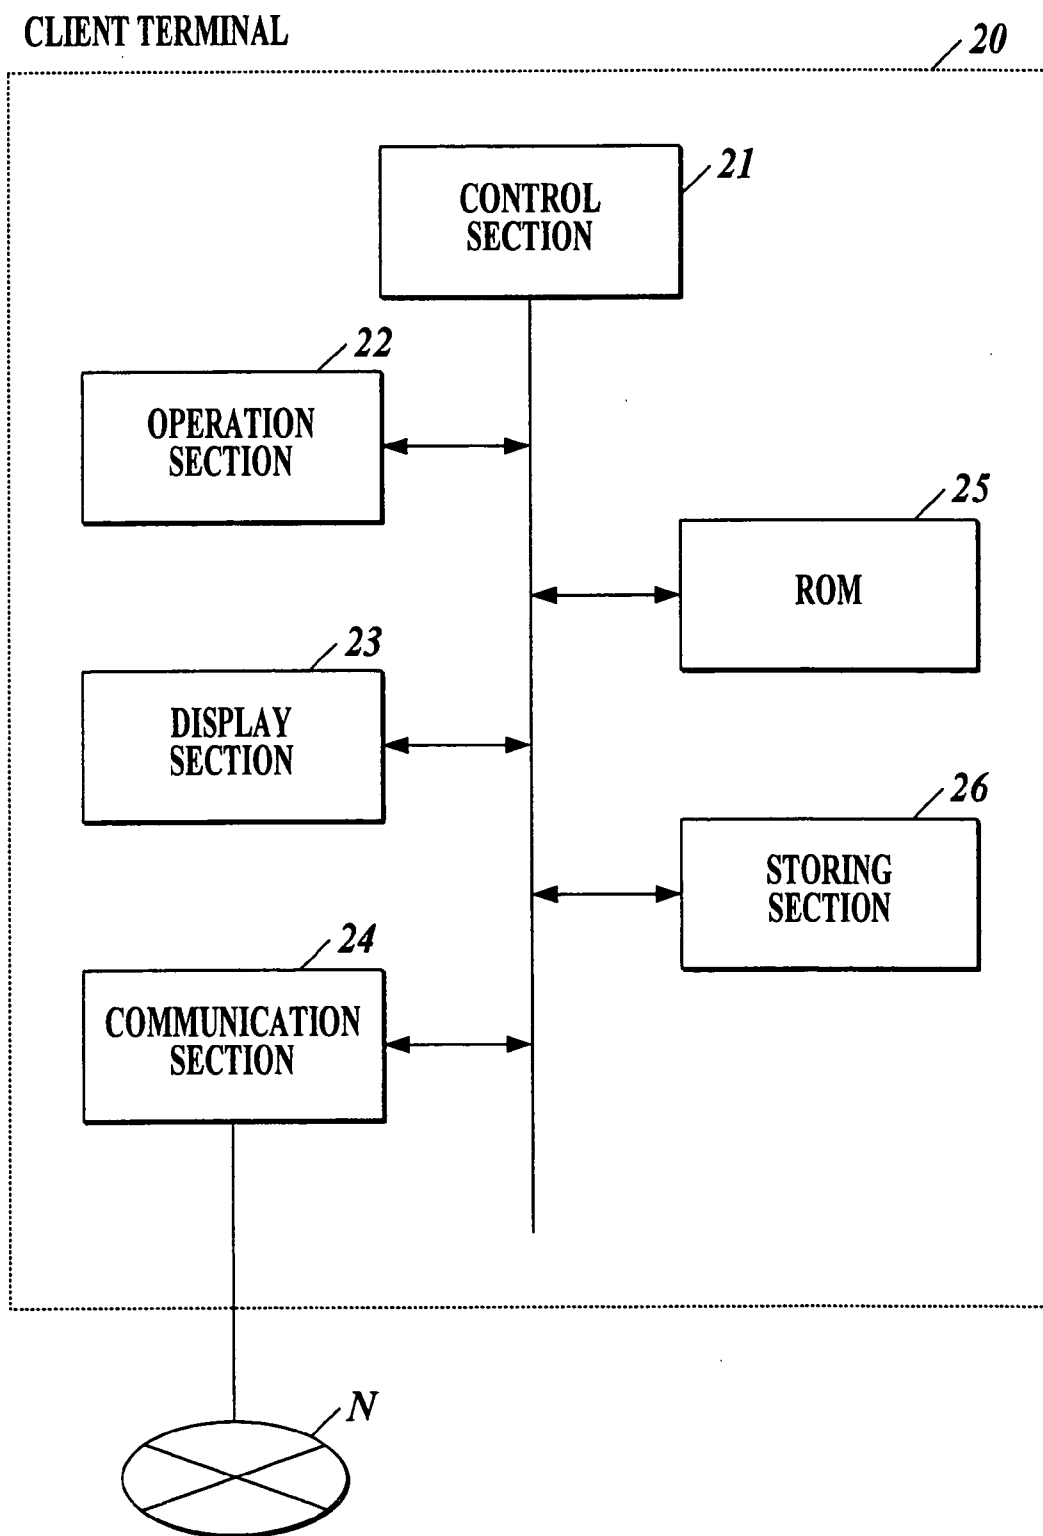 CLIENT TERMINAL
20
21
CONTROL
SECTION
22
OPERATION
SECTION
25
ROM
23
DISPLAY
SECTION
26
STORING
SECTION
24
COMMUNICATION
SECTION
N